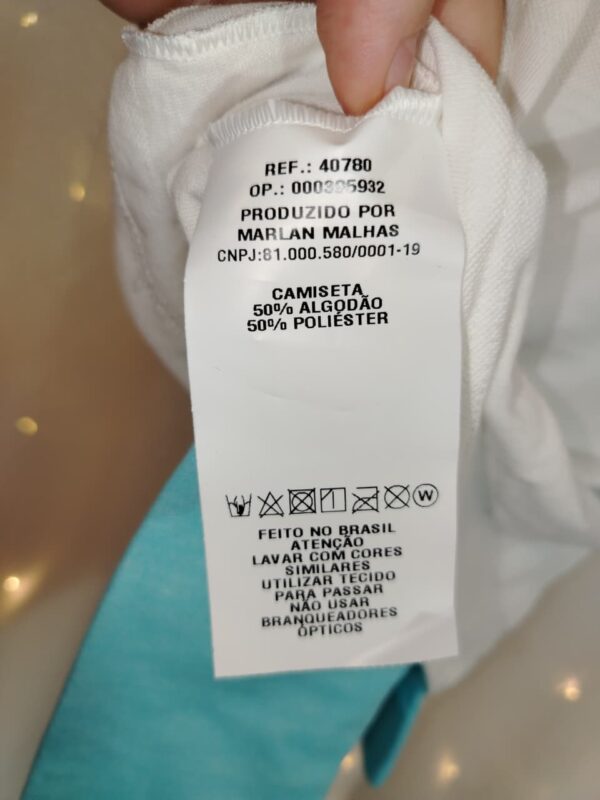 REF.: 40780
OP.: 000395932
PRODUZIDO POR
MARLAN MALHAS
CNPJ:81.000.580/0001-19
CAMISETA
50% ALGODÃO
50% POLIÉSTER
W
FEITO NO BRASIL
ATENÇÃO
LAVAR COM CORES
SIMILARES
UTILIZAR TECIDO
PARA PASSAR
NÃO USAR
BRANQUEADORES
ÓPTICOS